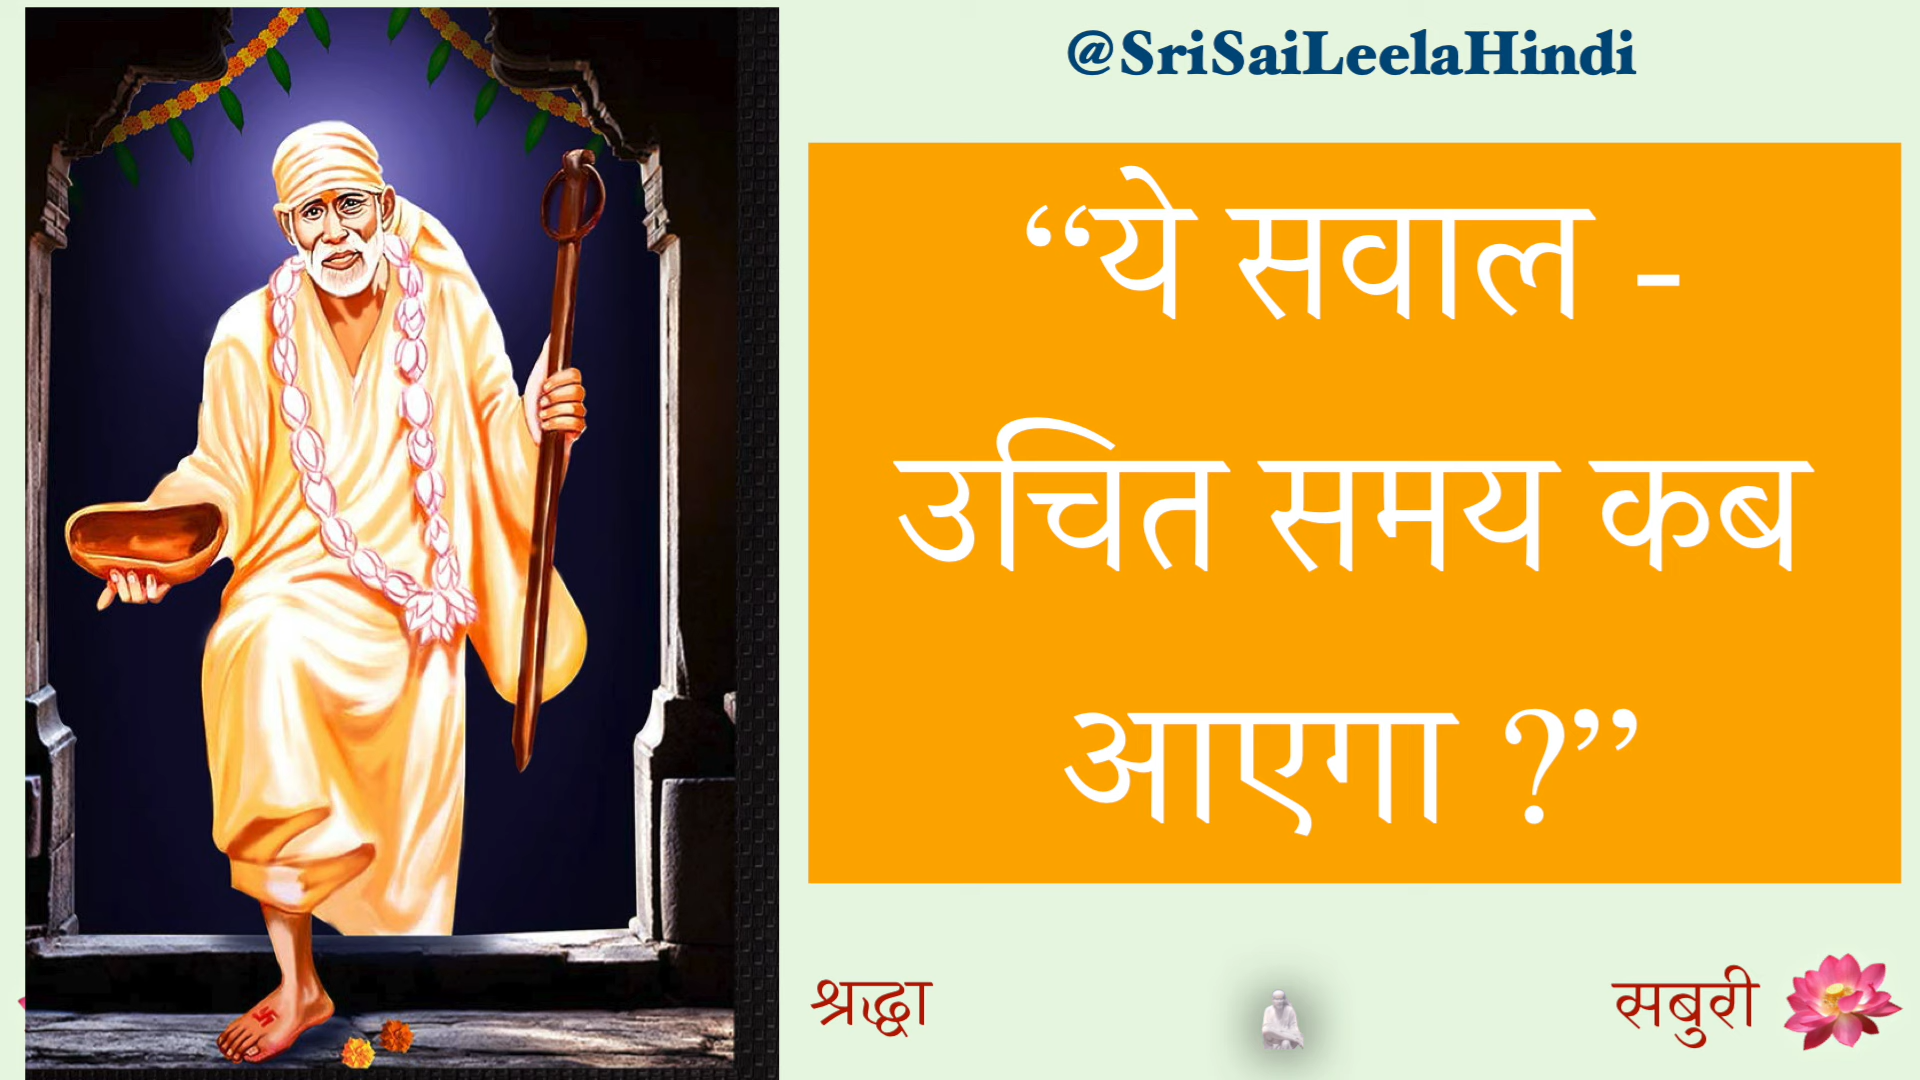 @SriSaiLeelaHindi
“ये सवाल -
उचित समय कब
आएगा ?”
श्रद्धा
सबुरी